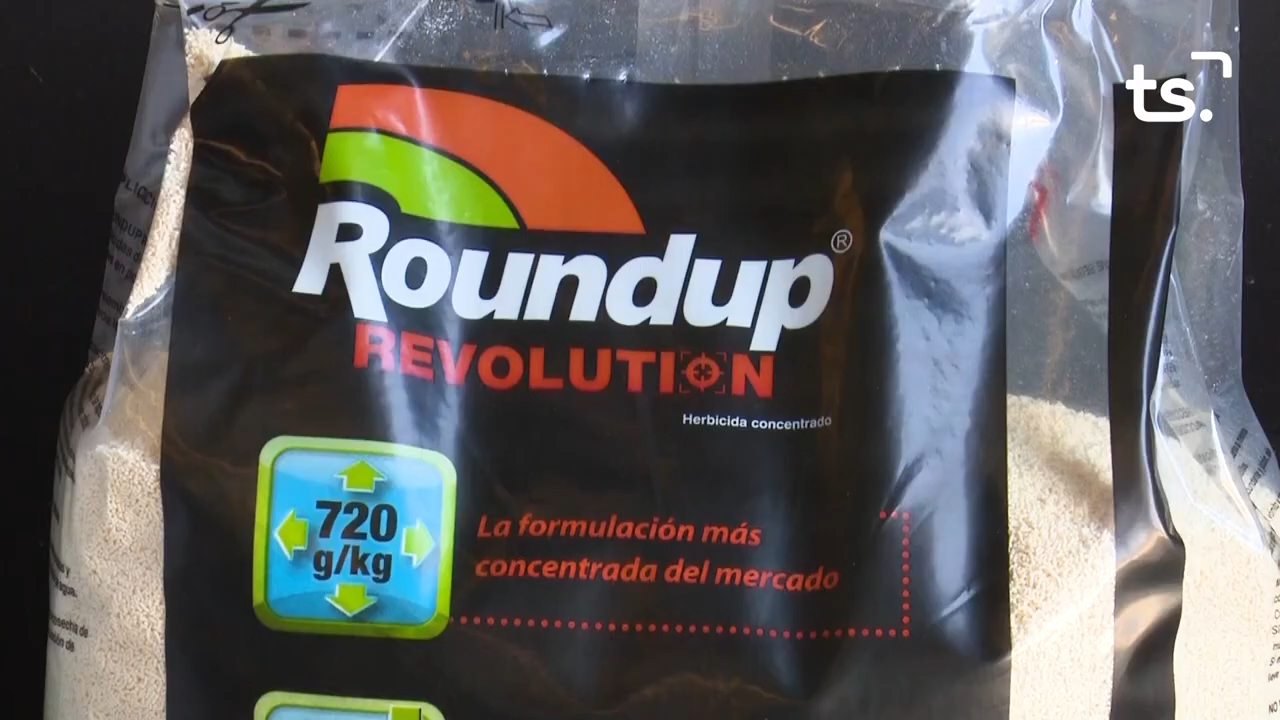 ts.
Roundup®
REVOLUTION
Herbicida concentrado
720
g/kg
La formulación más
concentrada del mercado